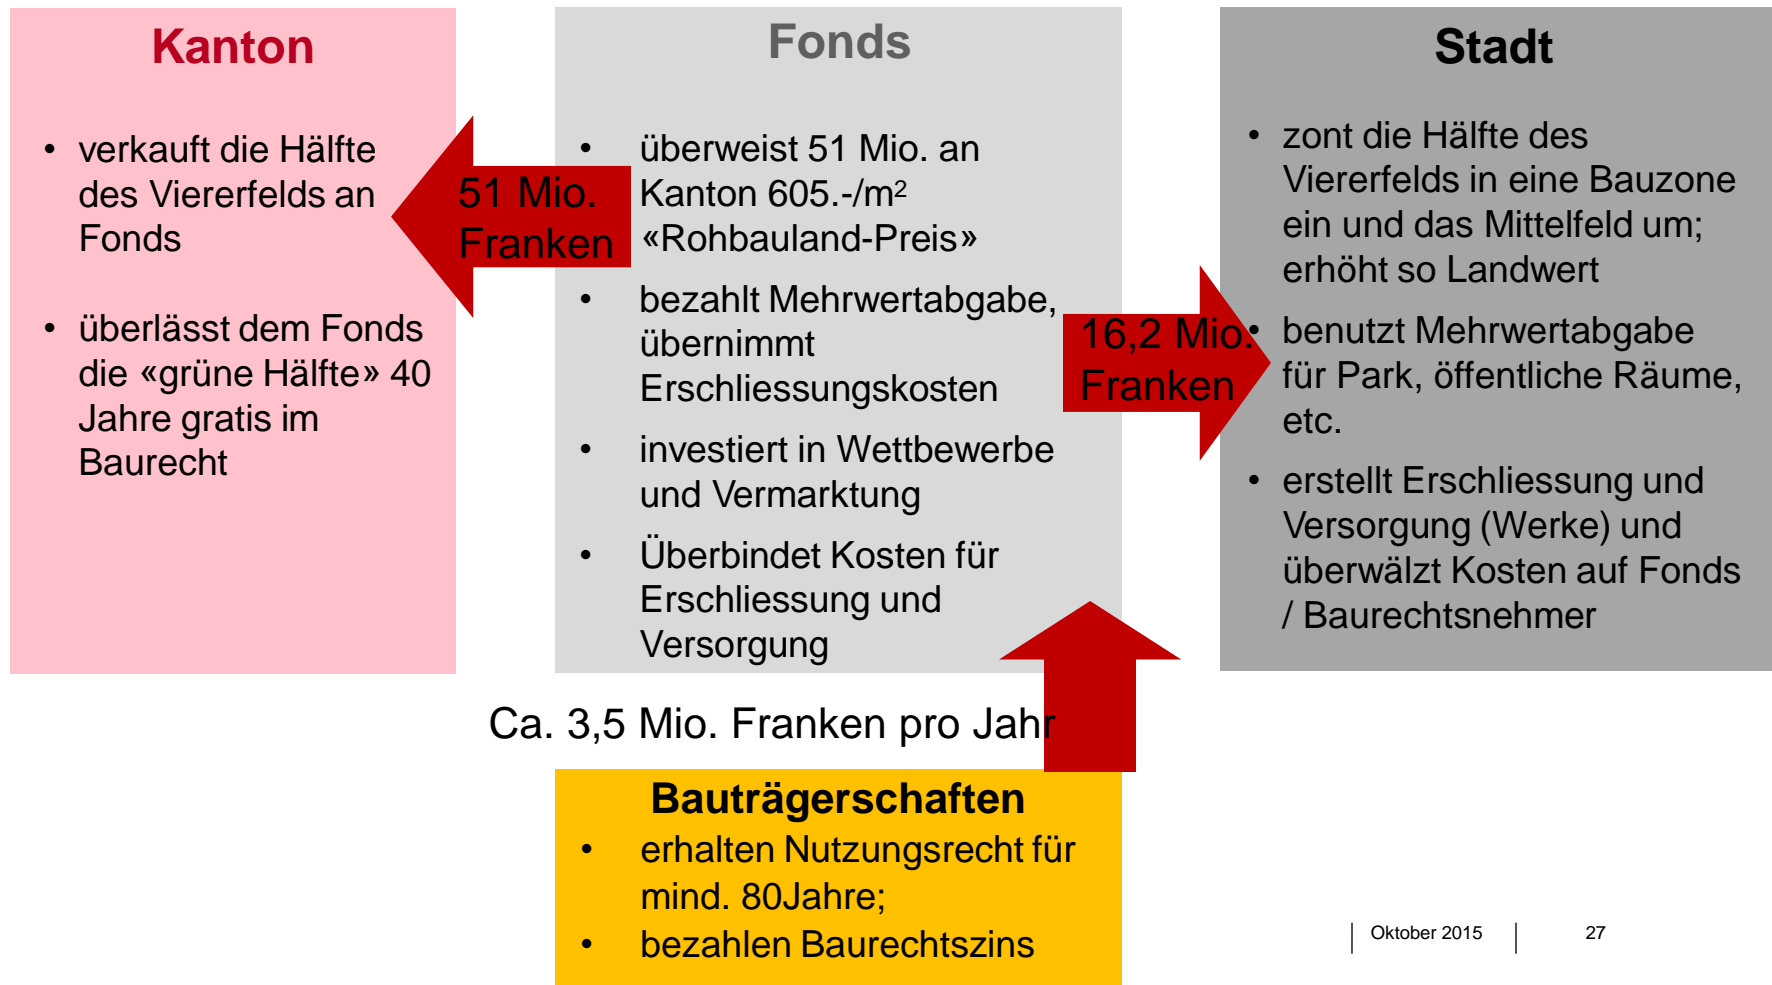 Kanton
• verkauft die Hälfte
des Viererfelds an
Fonds
• überlässt dem Fonds
die «grüne Hälfte» 40
Jahre gratis im
Baurecht
51 Mio.
Franken
Fonds
• überweist 51 Mio. an
Kanton 605.-/m²
«Rohbauland-Preis»
• bezahlt Mehrwertabgabe,
übernimmt
Erschliessungskosten
• investiert in Wettbewerbe
und Vermarktung
• Überbindet Kosten für
Erschliessung und
Versorgung
16,2 Mio.
Franken
Stadt
• zont die Hälfte des
Viererfelds in eine Bauzone
ein und das Mittelfeld um;
erhöht so Landwert
• benutzt Mehrwertabgabe
für Park, öffentliche Räume,
etc.
• erstellt Erschliessung und
Versorgung (Werke) und
überwälzt Kosten auf Fonds
/ Baurechtsnehmer
Ca. 3,5 Mio. Franken pro Jahr
Bauträgerschaften
• erhalten Nutzungsrecht für
mind. 80Jahre;
• bezahlen Baurechtszins
Oktober 2015 27